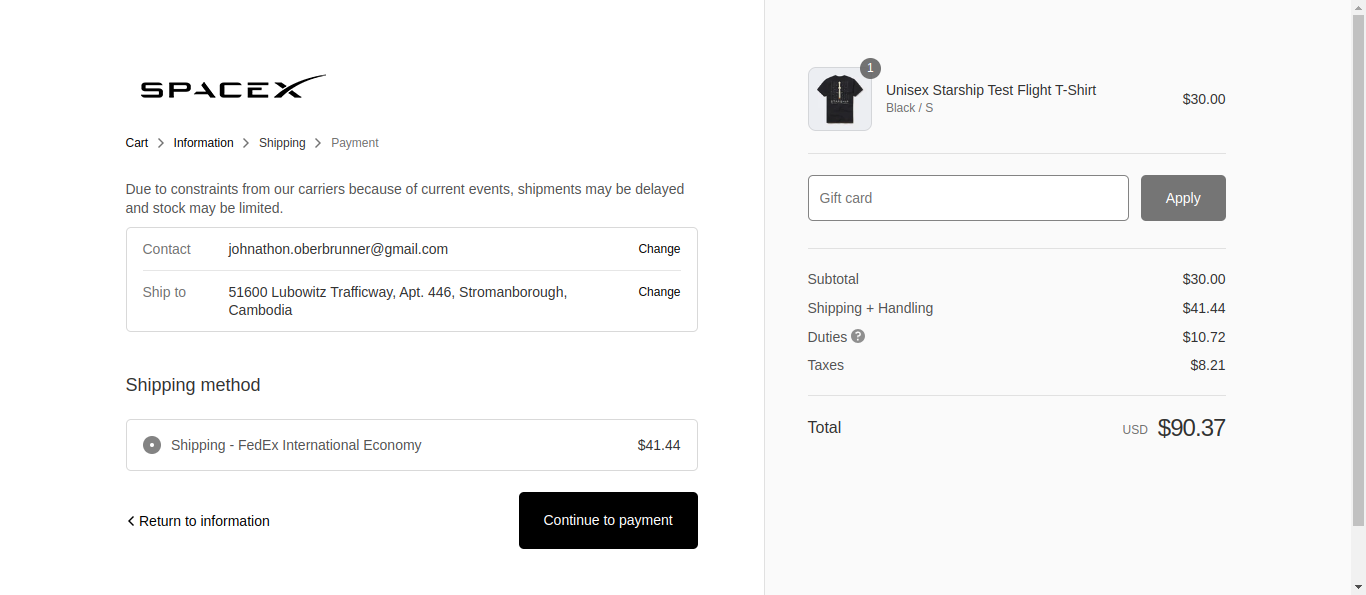 SPACEX
Cart > Information > Shipping > Payment
Due to constraints from our carriers because of current events, shipments may be delayed
and stock may be limited.
Contact johnathon.oberbrunner@gmail.com Change
Ship to 51600 Lubowitz Trafficway, Apt. 446, Stromanborough, Change
Cambodia
Shipping method
Shipping - FedEx International Economy $41.44
< Return to information Continue to payment
1
Unisex Starship Test Flight T-Shirt
Black / S
$30.00
Gift card Apply
Subtotal $30.00
Shipping + Handling $41.44
Duties ? $10.72
Taxes $8.21
Total USD $90.37